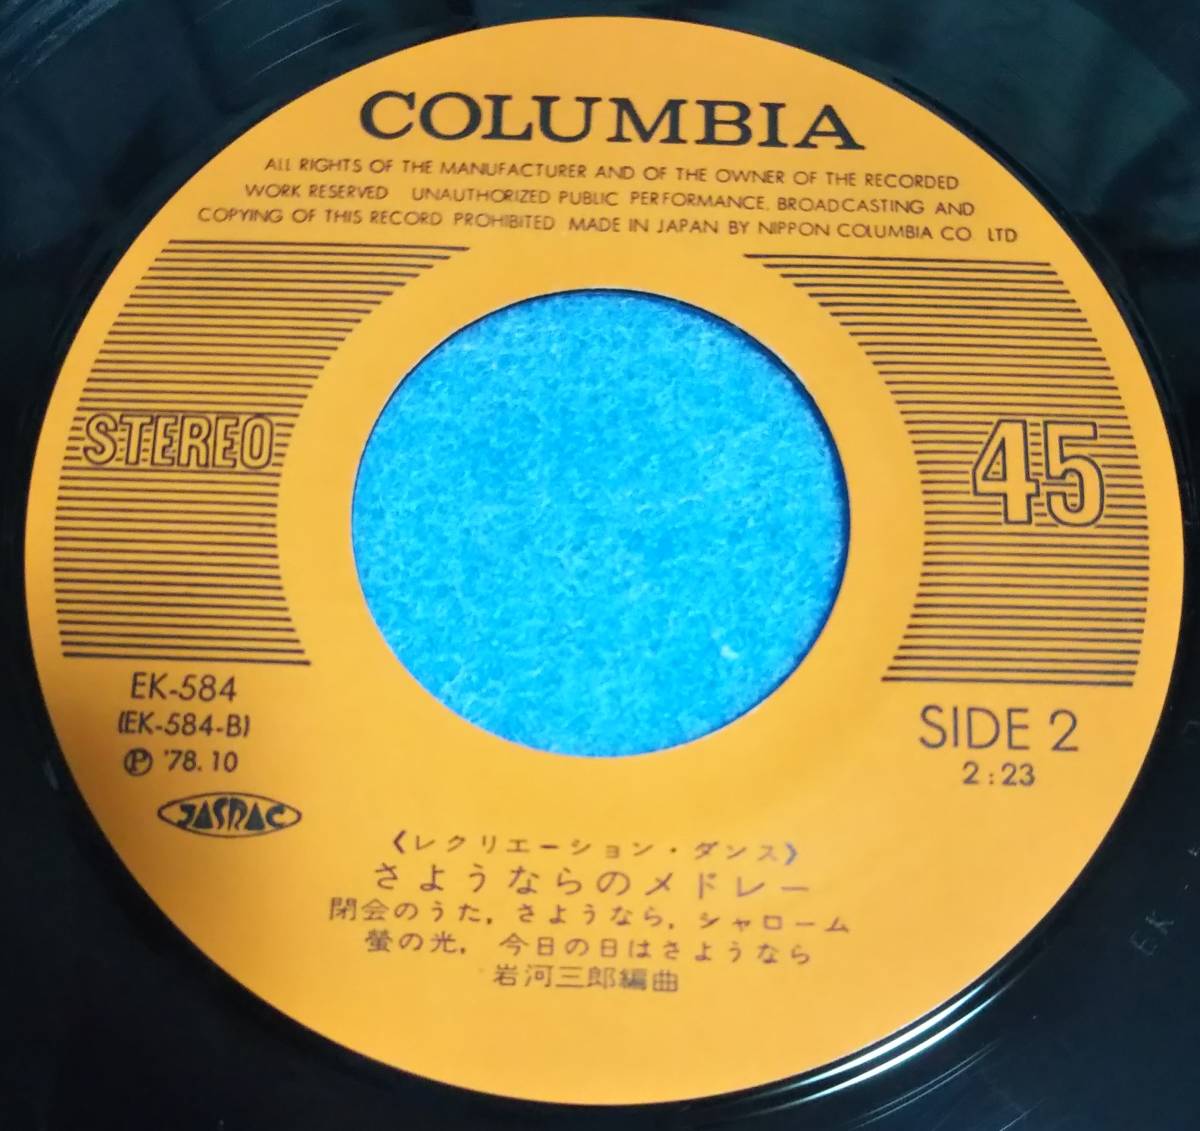 COLUMBIA
ALL RIGHTS OF THE MANUFACTURER AND OF THE OWNER OF THE RECORDED
WORK RESERVED UNAUTHORIZED PUBLIC PERFORMANCE, BROADCASTING AND
COPYING OF THIS RECORD PROHIBITED MADE IN JAPAN BY NIPPON COLUMBIA CO. LTD
STEREO
45
EK-584
(EK-584-B)
Ⓟ '78.10
JASRAC
SIDE 2
2:23
《レクリエーション・ダンス》
さようならのメドレー
閉会のうた, さようなら, シャローム
螢の光, 今日の日はさようなら
岩河三郎編曲
EK